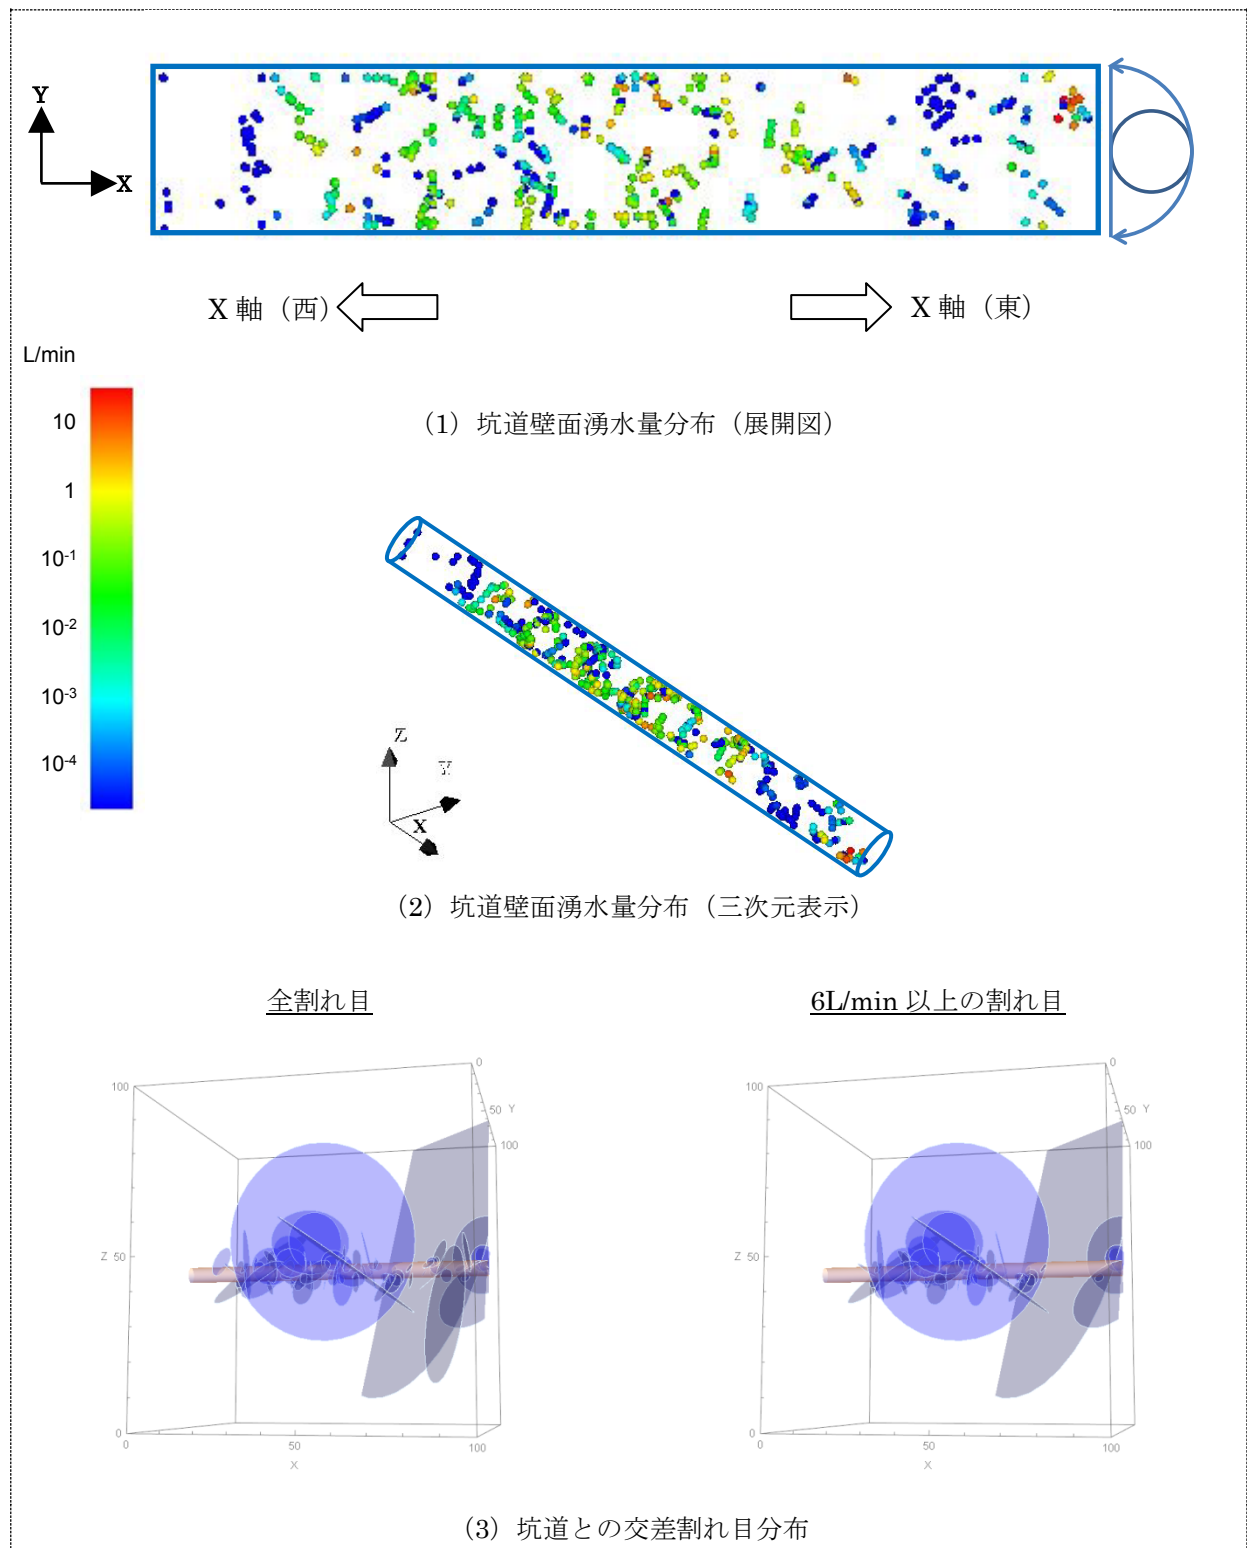 Y
X
X 軸（西）
X 軸（東）
L/min
10
1
10-1
10-2
10-3
10-4
（1）坑道壁面湧水量分布（展開図）
Z
Y
X
（2）坑道壁面湧水量分布（三次元表示）
全割れ目
6L/min 以上の割れ目
100
0
50 Y
100
Z 50
0
0
50
100
X
100
0
50 Y
100
Z 50
0
0
50
100
X
（3）坑道との交差割れ目分布